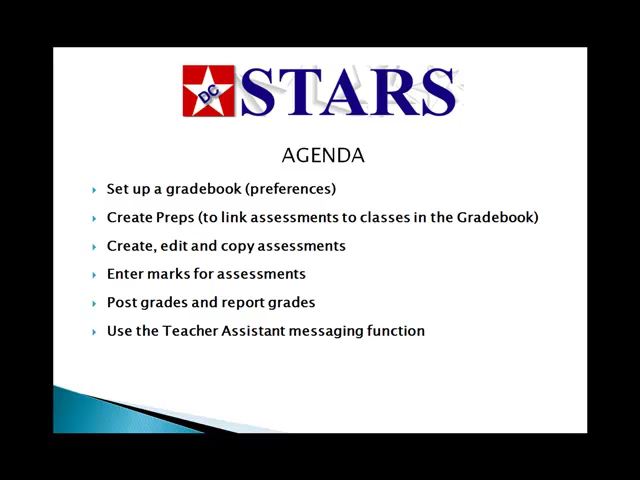 DC STARS
AGENDA
Set up a gradebook (preferences)
Create Preps (to link assessments to classes in the Gradebook)
Create, edit and copy assessments
Enter marks for assessments
Post grades and report grades
Use the Teacher Assistant messaging function